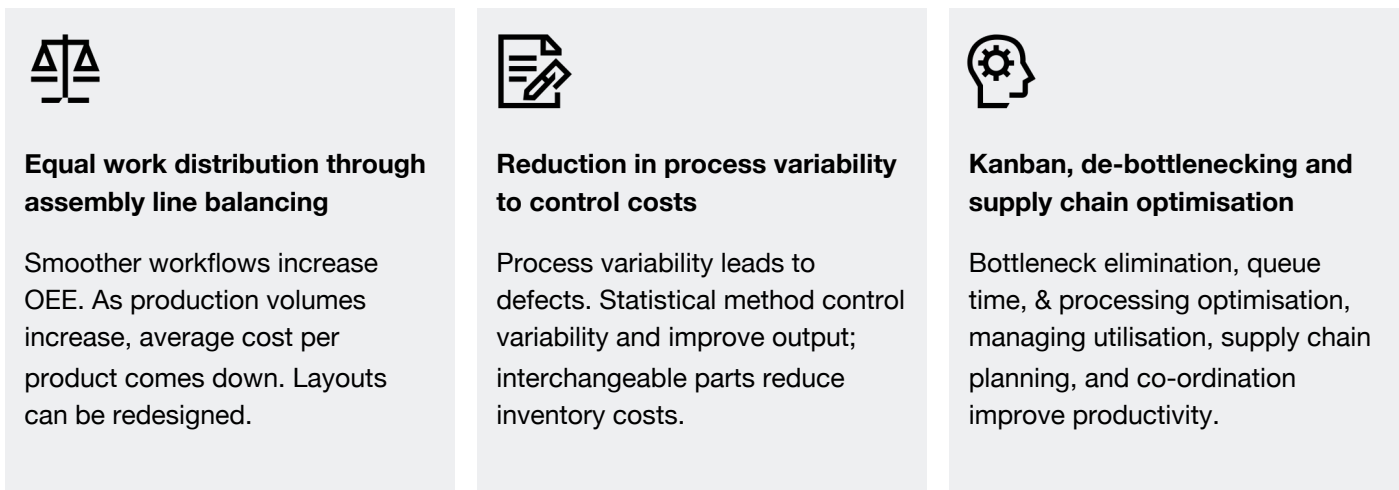 Equal work distribution through
assembly line balancing
Smoother workflows increase
OEE. As production volumes
increase, average cost per
product comes down. Layouts
can be redesigned.
Reduction in process variability
to control costs
Process variability leads to
defects. Statistical method control
variability and improve output;
interchangeable parts reduce
inventory costs.
Kanban, de-bottlenecking and
supply chain optimisation
Bottleneck elimination, queue
time, & processing optimisation,
managing utilisation, supply chain
planning, and co-ordination
improve productivity.